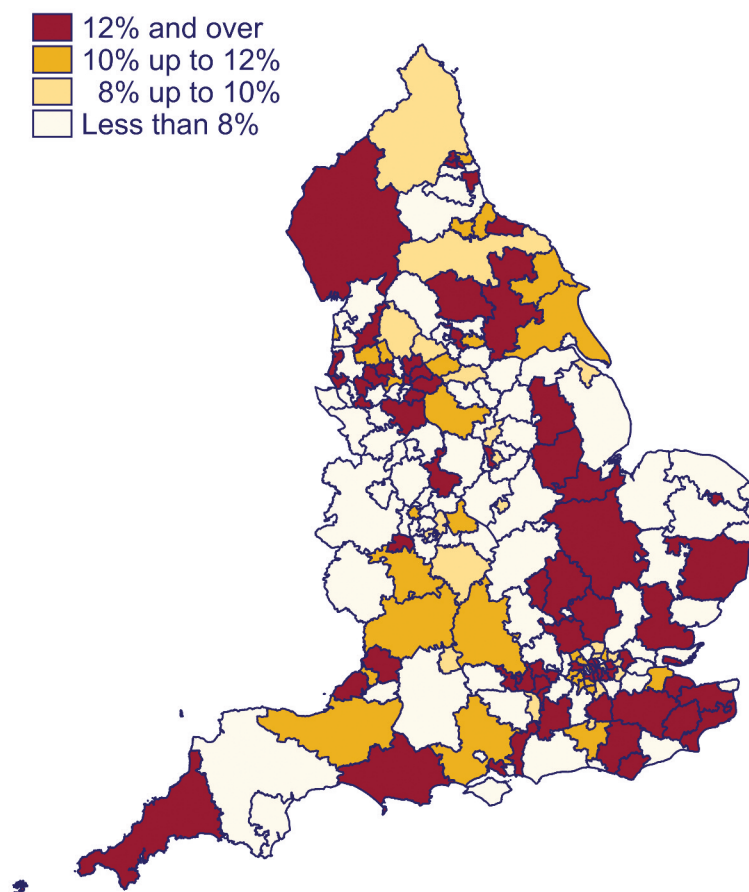 12% and over
10% up to 12%
8% up to 10%
Less than 8%